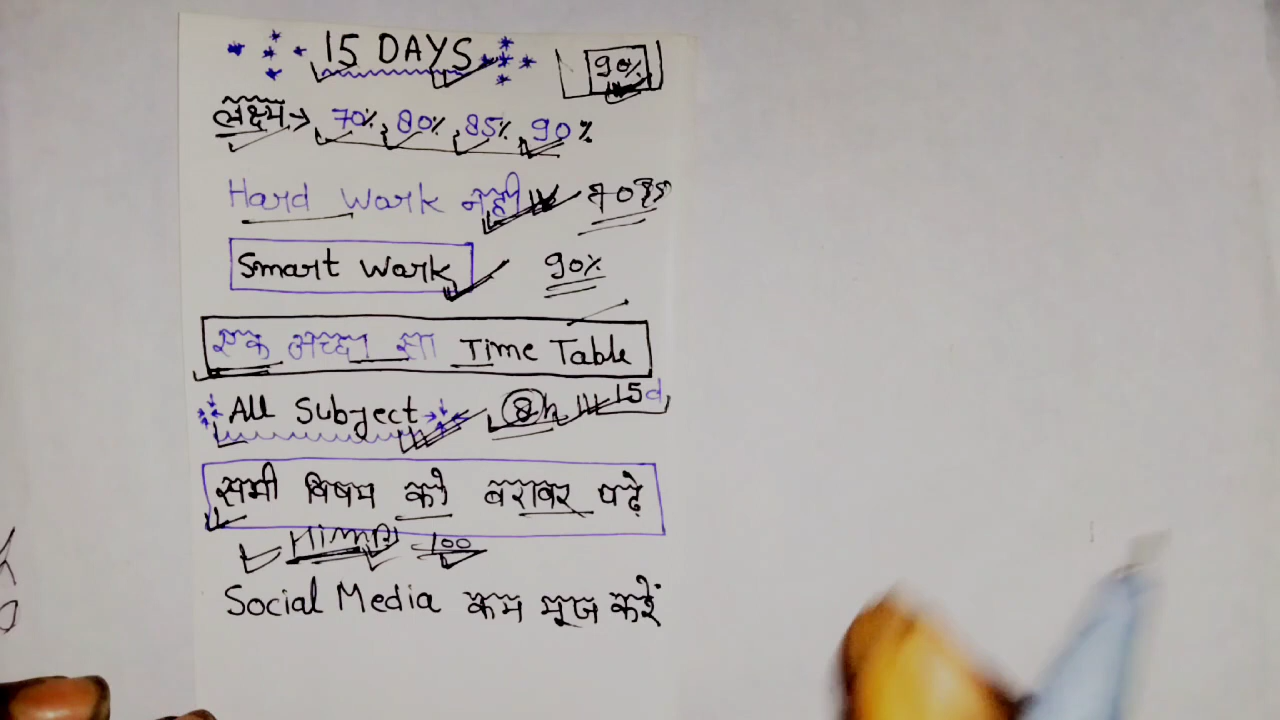 15 DAYS
90%
लक्ष्य → 70% 80% 85% 90%
Hard Work नही
Smart Work 90%
एक अच्छा सा Time Table
All Subject 8h 15d
सभी विषय को बराबर पढ़े
Hindi 100
Social Media कम यूज करें